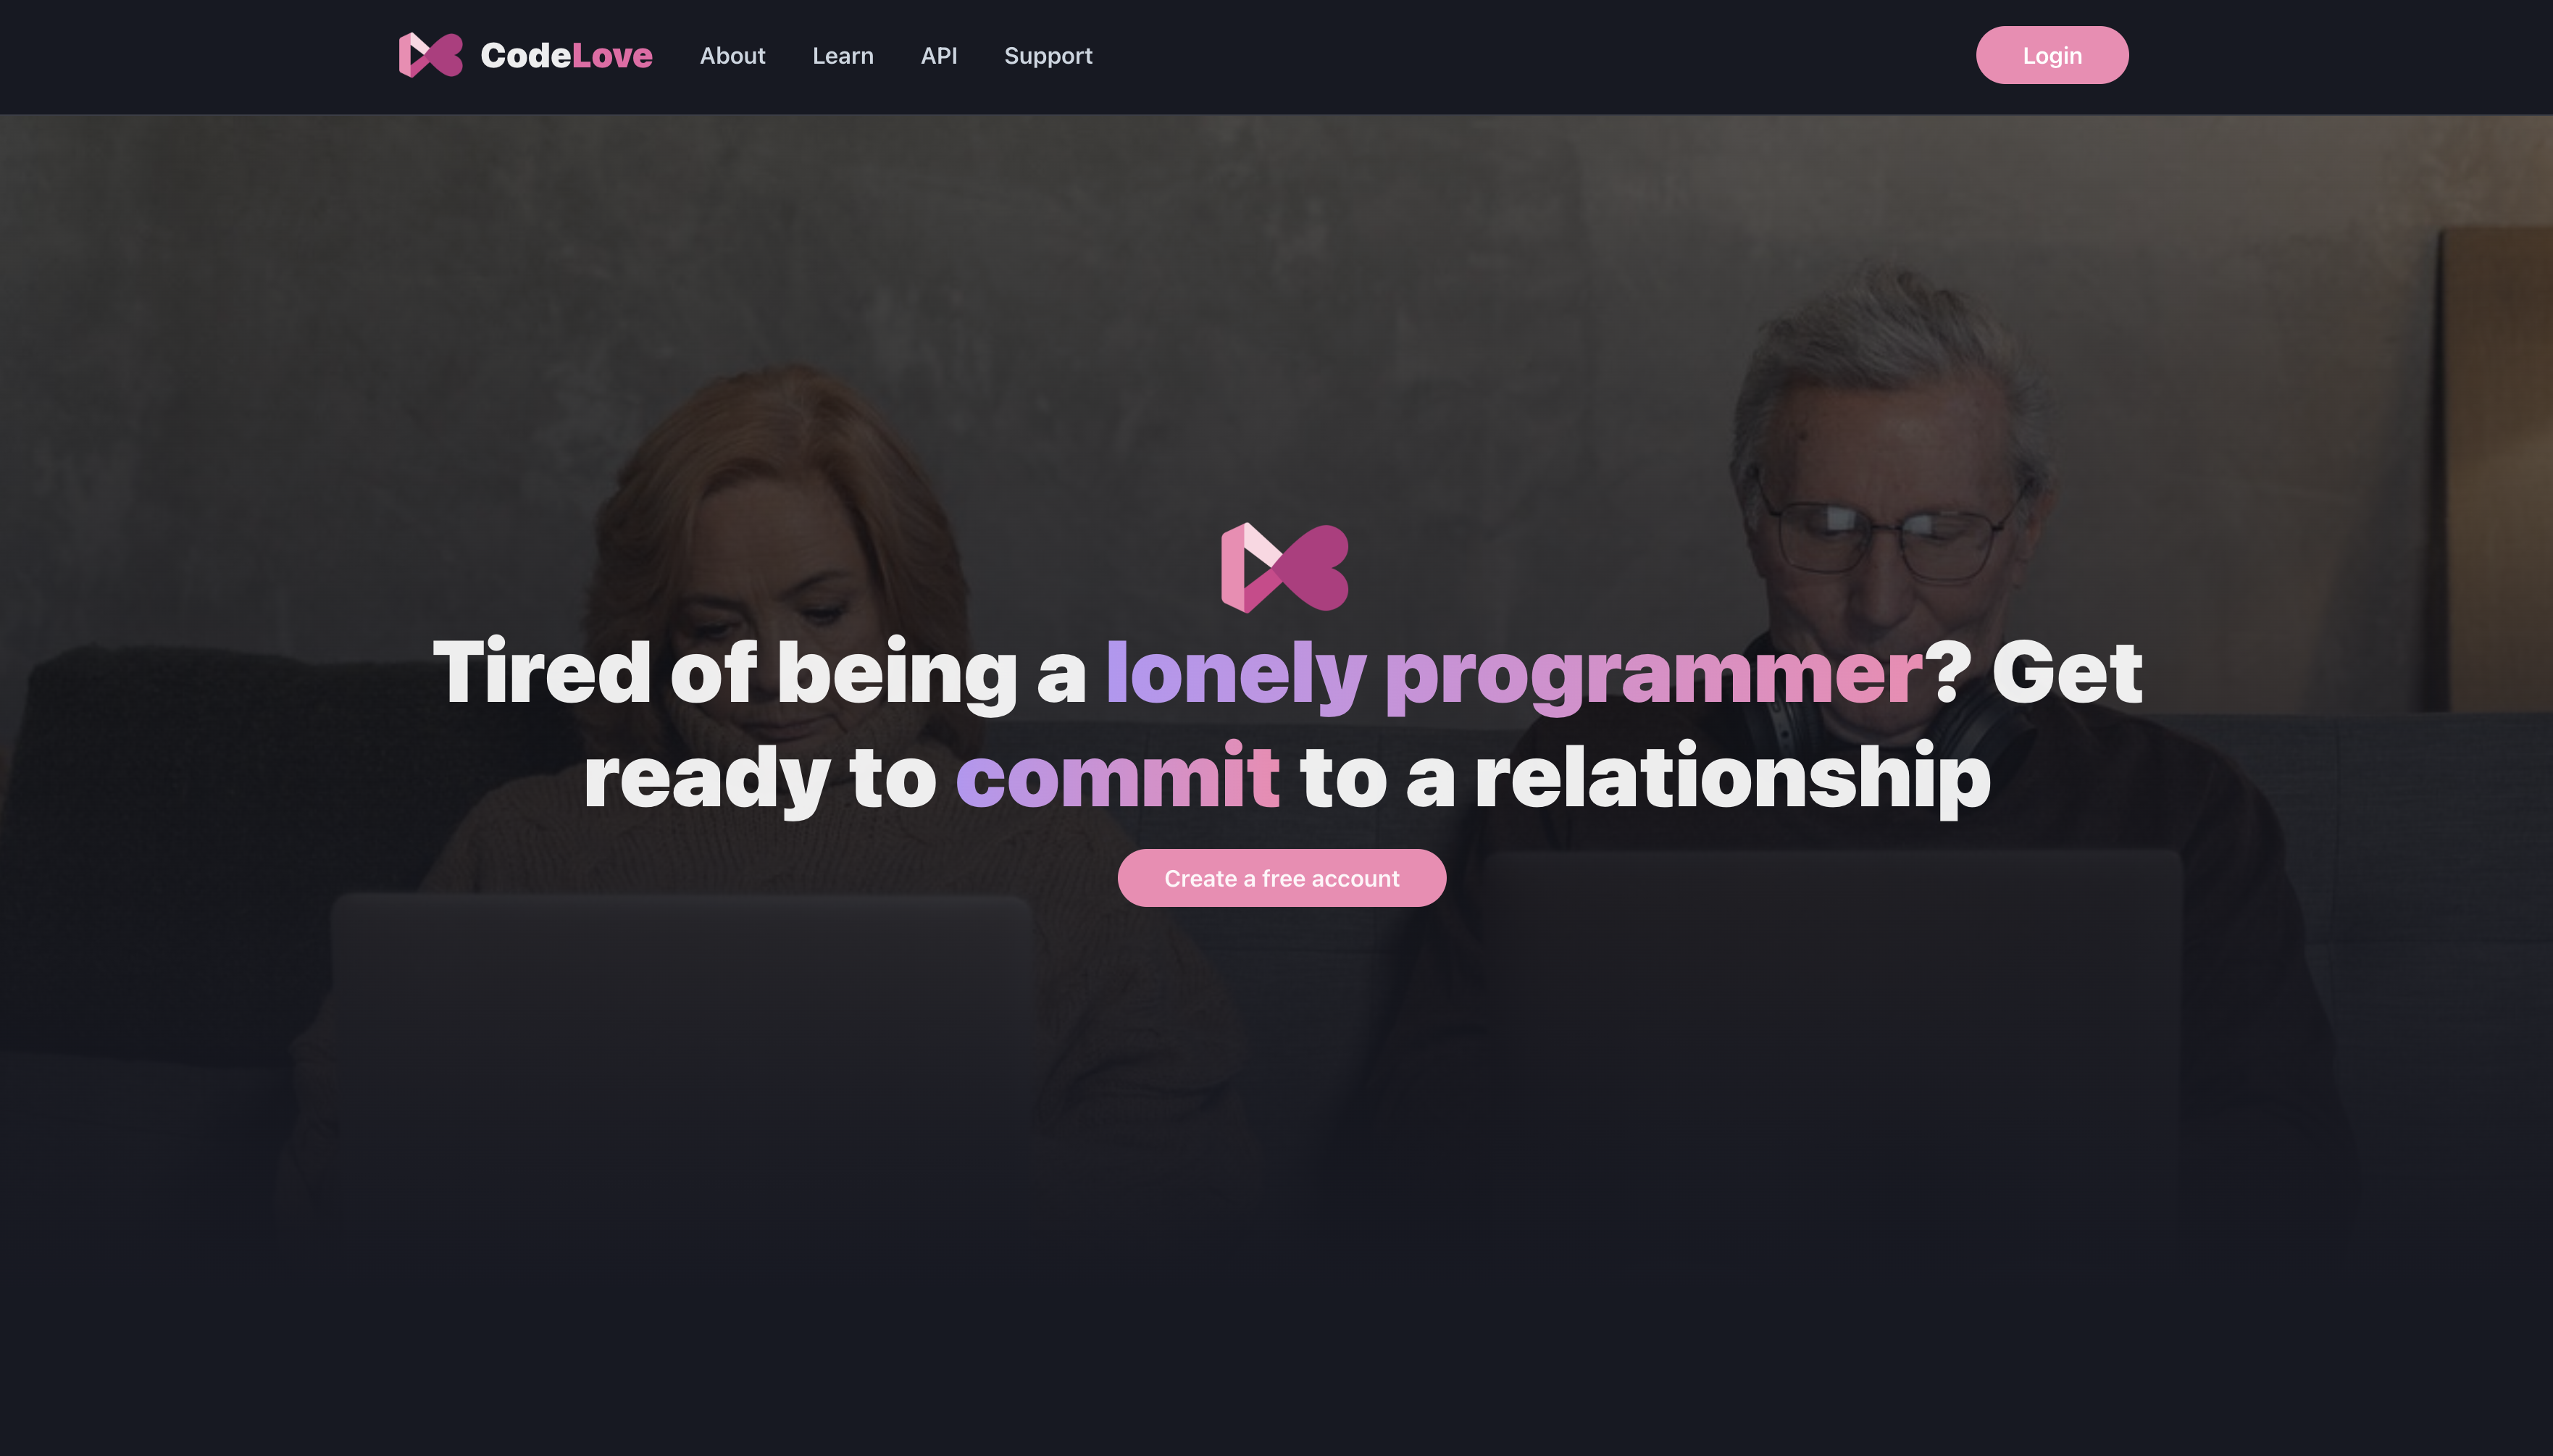 CodeLove About Learn API Support Login
Tired of being a lonely programmer? Get
ready to commit to a relationship
Create a free account